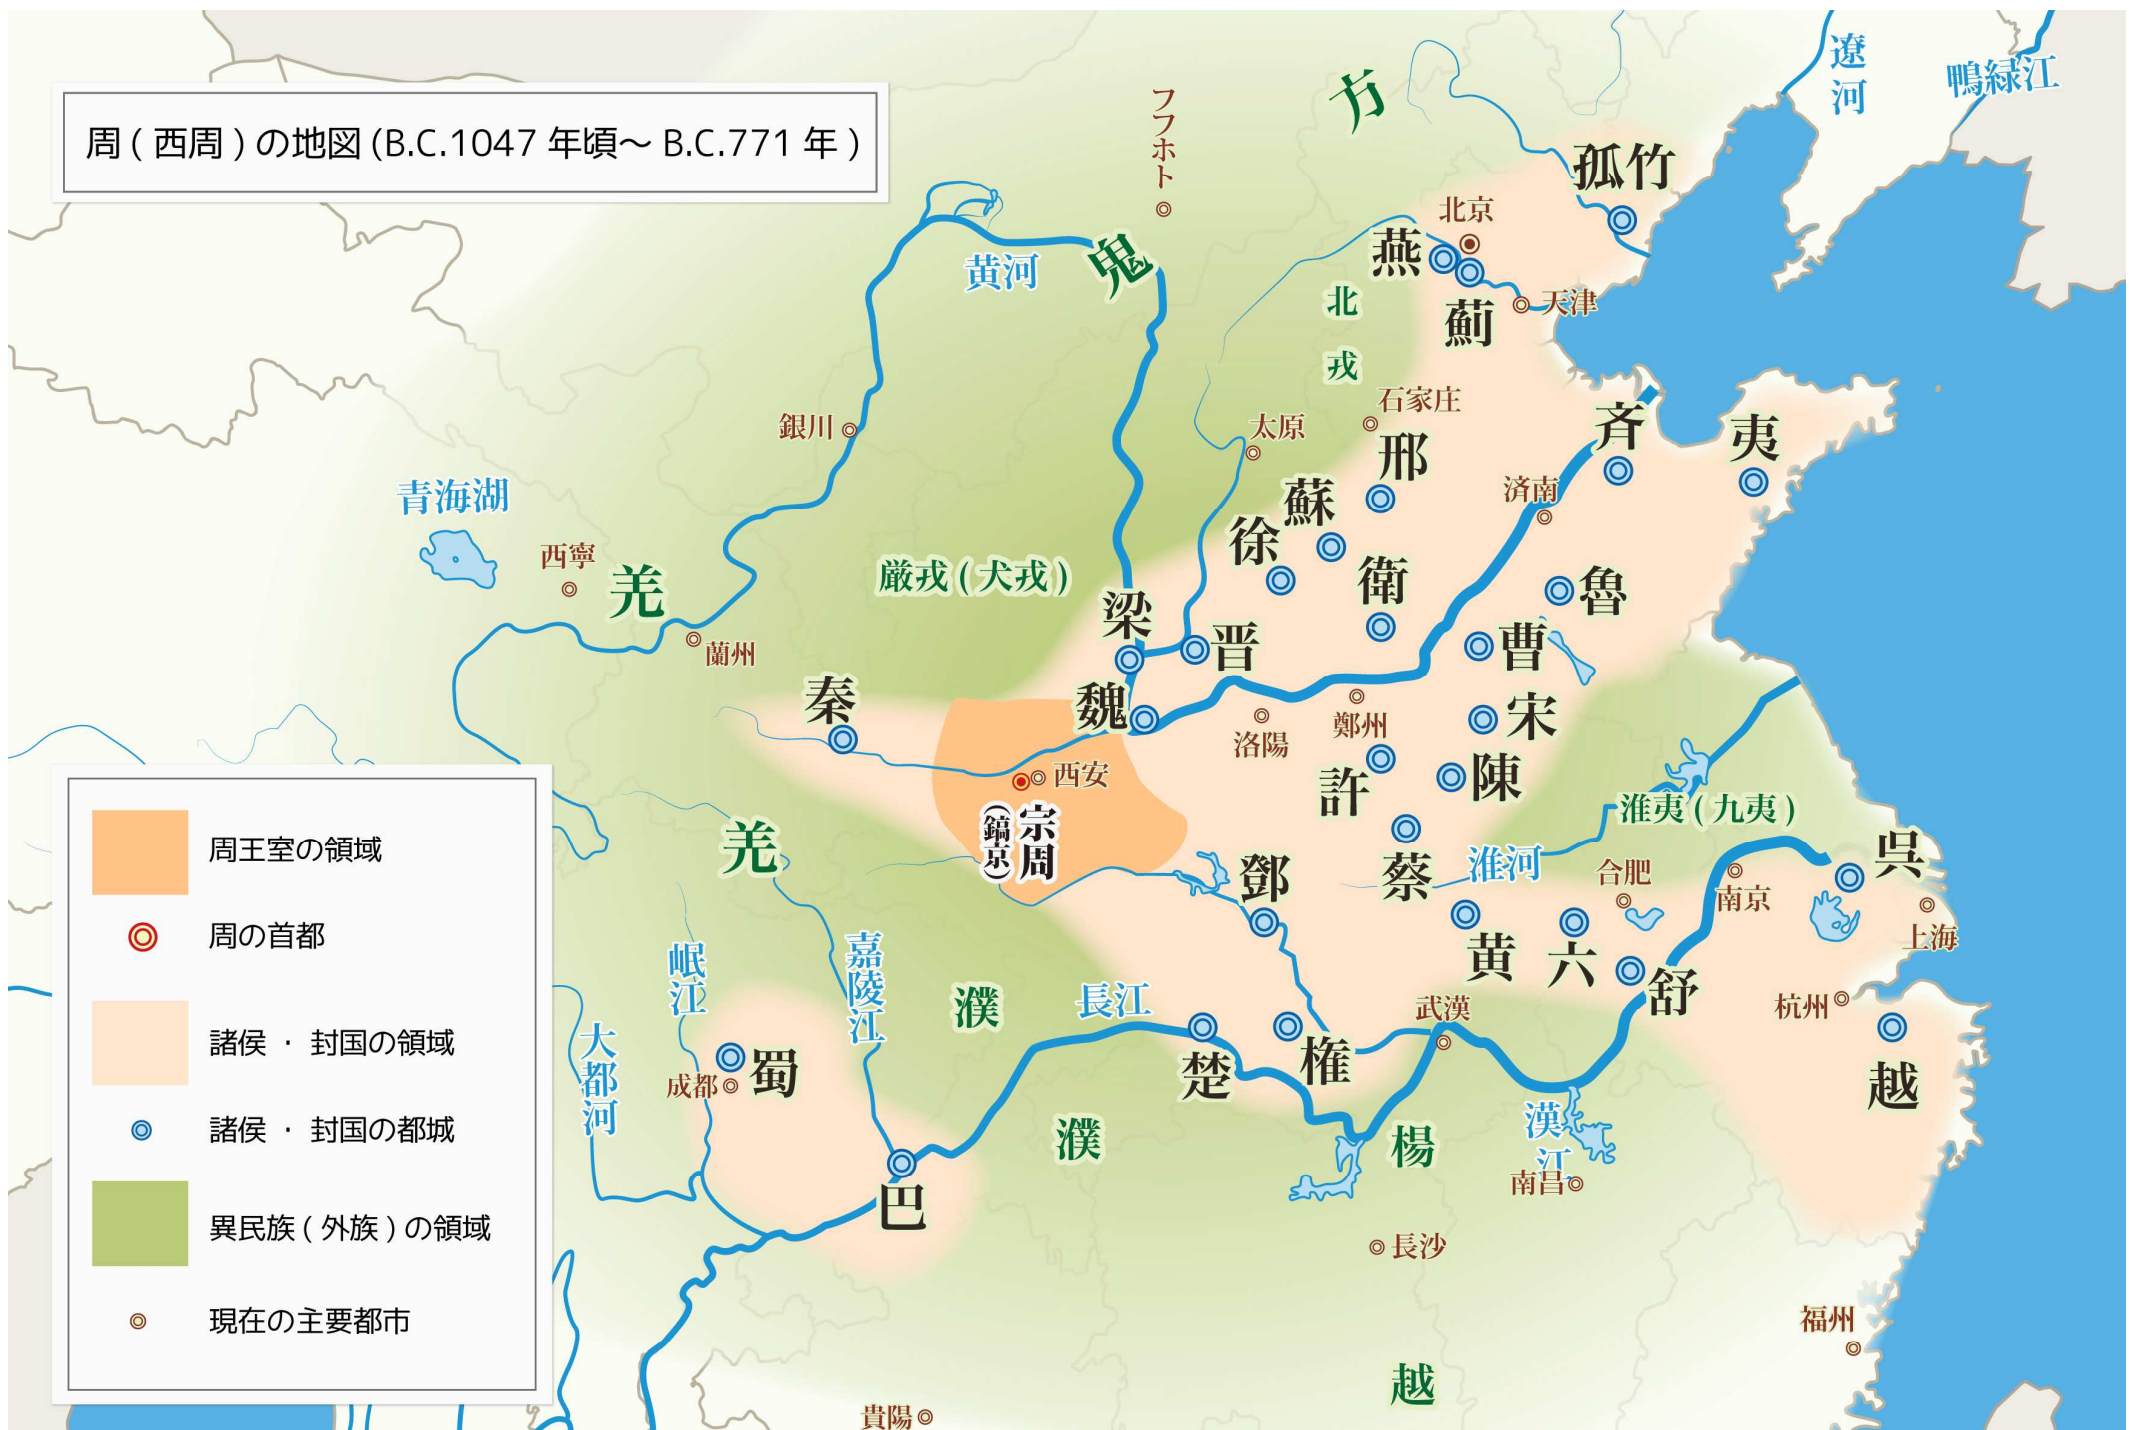 周 ( 西周 ) の地図 (B.C.1047 年頃～ B.C.771 年 )
フフホト
方
遼河
鴨緑江
孤竹
北京
燕
薊
天津
黄河
鬼
北戎
石家庄
太原
邢
斉
夷
済南
銀川
青海湖
西寧
羌
蘭州
厳戎 ( 犬戎 )
蘇
徐
衛
魯
梁
晋
曹
秦
魏
宋
洛陽
鄭州
許
陳
西安
宗周
(鎬京)
羌
淮夷 ( 九夷 )
淮河
蔡
鄧
合肥
南京
呉
上海
黄
六
舒
杭州
越
岷江
嘉陵江
濮
長江
武漢
楚
権
大都河
成都
蜀
濮
楊
漢江
南昌
巴
長沙
福州
越
貴陽
周王室の領域
周の首都
諸侯 ・ 封国の領域
諸侯 ・ 封国の都城
異民族 ( 外族 ) の領域
現在の主要都市